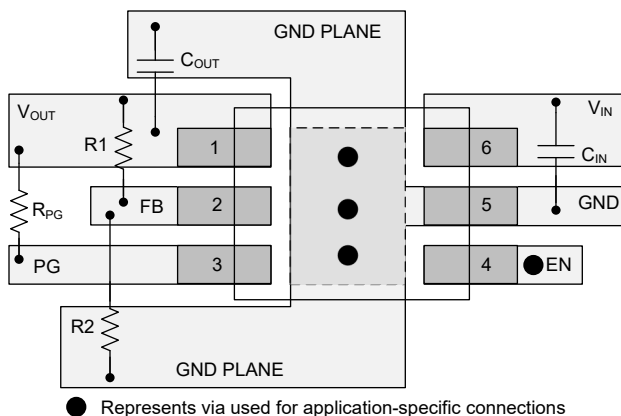 GND PLANE
COUT
VOUT
VIN
R1
1
6
CIN
RPG
FB
2
5
GND
PG
3
4
EN
R2
GND PLANE
Represents via used for application-specific connections